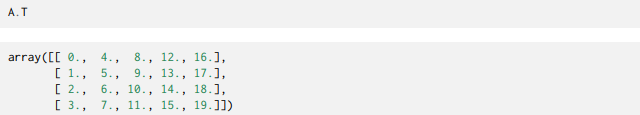 A.T
array([[ 0.,  4.,  8., 12., 16.],
       [ 1.,  5.,  9., 13., 17.],
       [ 2.,  6., 10., 14., 18.],
       [ 3.,  7., 11., 15., 19.]])